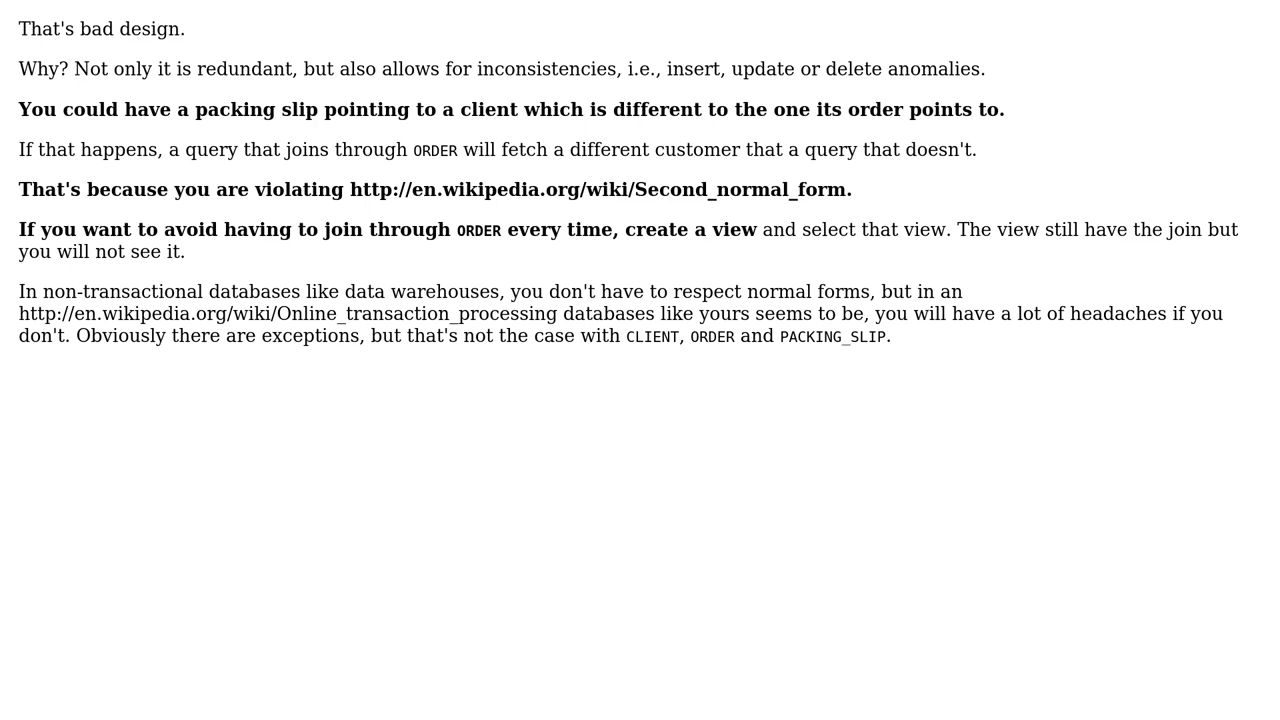 That's bad design.
Why? Not only it is redundant, but also allows for inconsistencies, i.e., insert, update or delete anomalies.
You could have a packing slip pointing to a client which is different to the one its order points to.
If that happens, a query that joins through ORDER will fetch a different customer that a query that doesn't.
That's because you are violating http://en.wikipedia.org/wiki/Second_normal_form.
If you want to avoid having to join through ORDER every time, create a view and select that view. The view still have the join but
you will not see it.
In non-transactional databases like data warehouses, you don't have to respect normal forms, but in an
http://en.wikipedia.org/wiki/Online_transaction_processing databases like yours seems to be, you will have a lot of headaches if you
don't. Obviously there are exceptions, but that's not the case with CLIENT, ORDER and PACKING_SLIP.